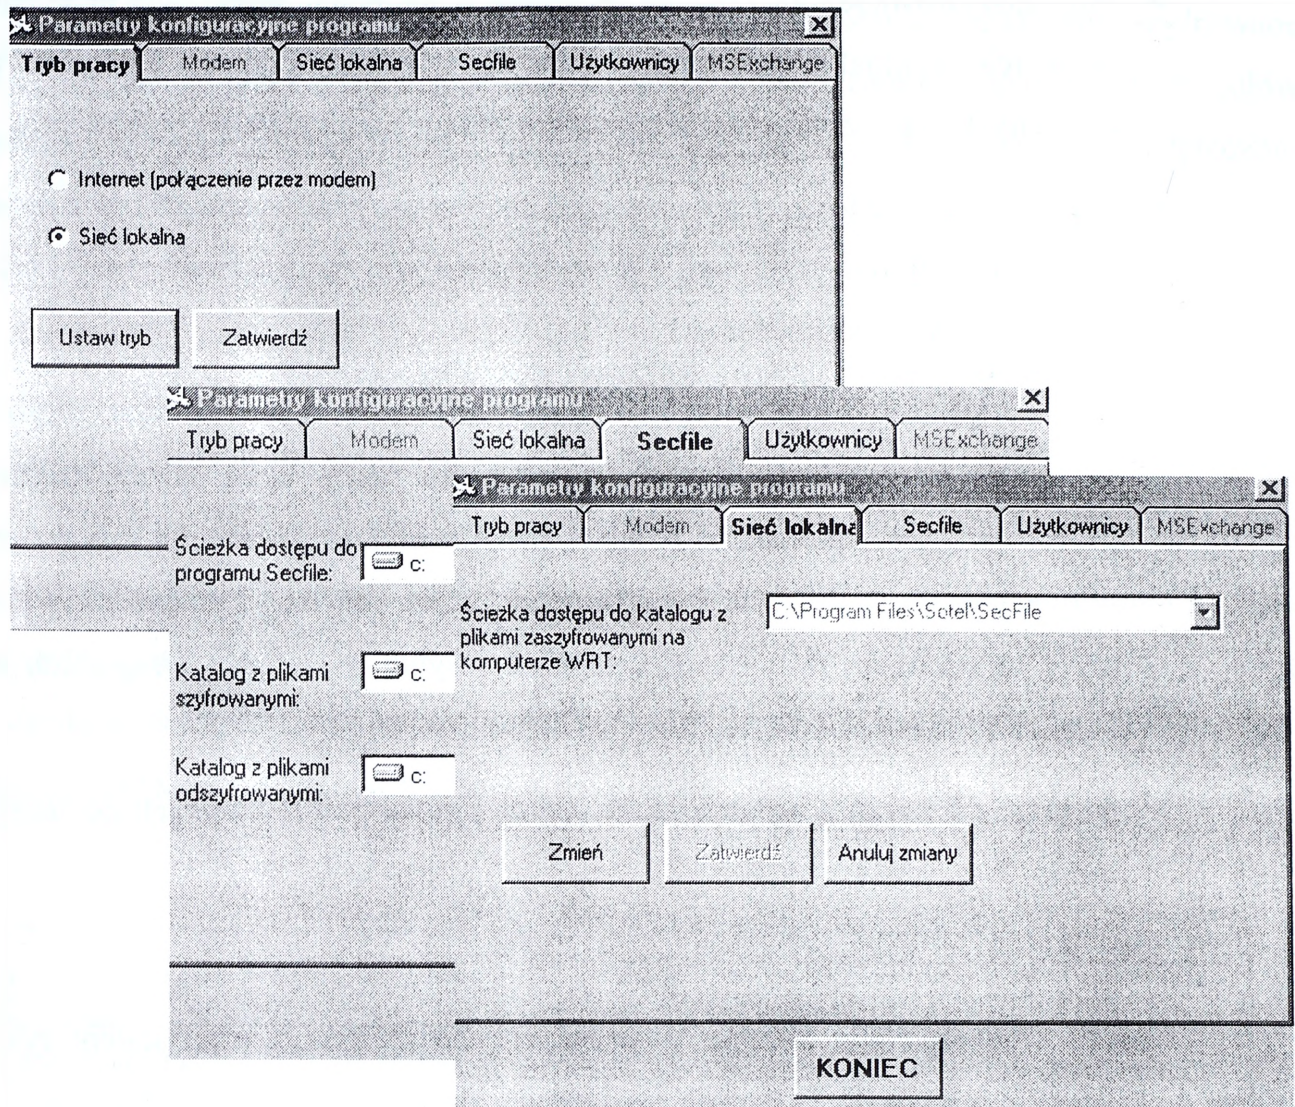 Parametry konfiguracyjne programu
Tryb pracy Modem Sieć lokalna Secfile Użytkownicy MSExchange
Internet (połączenie przez modem)
Sieć lokalna
Ustaw tryb Zatwierdź
Parametry konfiguracyjne programu
Tryb pracy Modem Sieć lokalna Secfile Użytkownicy MSExchange
Ścieżka dostępu do
programu Secfile:
c:
Katalog z plikami
szyfrowanymi:
c:
Katalog z plikami
odszyfrowanymi:
c:
Parametry konfiguracyjne programu
Tryb pracy Modem Sieć lokalna Secfile Użytkownicy MSExchange
Ścieżka dostępu do katalogu z
plikami zaszyfrowanymi na
komputerze WRT:
C:\Program Files\Sotel\SecFile
Zmień Zatwierdź Anuluj zmiany
KONIEC